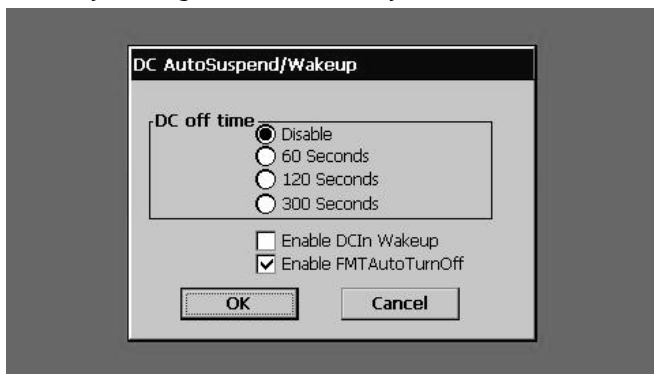 DC AutoSuspend/Wakeup
DC off time
Disable
60 Seconds
120 Seconds
300 Seconds
Enable DCIn Wakeup
Enable FMTAutoTurnOff
OK
Cancel